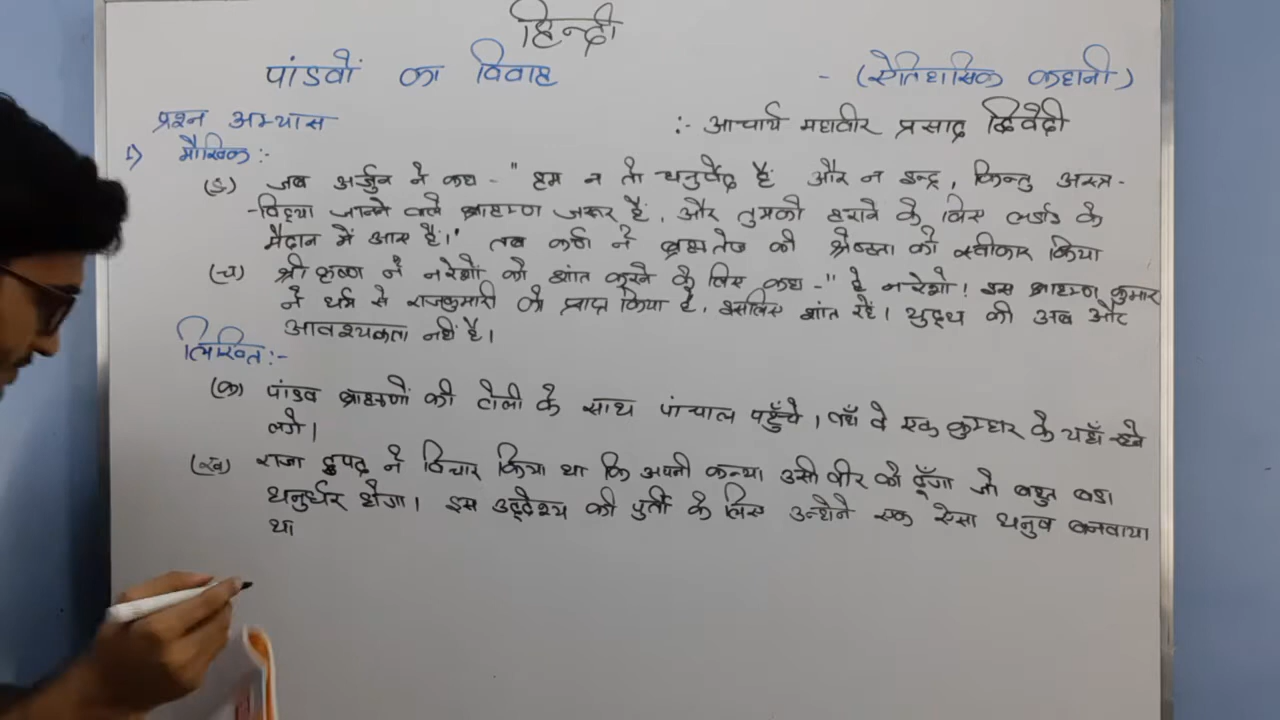 हिन्दी
पांडवों का विवाह - (ऐतिहासिक कहानी)
प्रश्न अभ्यास :- आचार्य महावीर प्रसाद द्विवेदी
1) मौखिक:-
(ङ) जब अर्जुन ने कहा - " हम न तो धनुर्वेद हैं और न इन्द्र, किन्तु अस्त्र-
-विद्या जानने वाले ब्राहम्ण जरूर हैं, और तुमको हराने के लिए लड़ाई के
मैदान में आए हैं।" तब कर्ण ने ब्रह्मतेज की श्रेष्ठता को स्वीकार किया
(च) श्री कृष्ण ने नरेशों को शांत करने के लिए कहा -" हे नरेशो! इस ब्राहम्ण कुमार
ने धर्म से राजकुमारी को प्राप्त किया है, इसलिए शांत रहें। युद्ध की अब और
आवश्यकता नहीं है।
लिखित:-
(क) पांडव ब्राहम्णों की टोली के साथ पांचाल पहुँचे। वहाँ वे एक कुम्हार के यहाँ रहने
लगे।
(ख) राजा द्रुपद ने विचार किया था कि अपनी कन्या उसी वीर को दूँगा जो बहुत बडा
धनुर्धर होगा। इस उद्देश्य की पुर्ती के लिए उन्होने एक ऐसा धनुष बनवाया
था